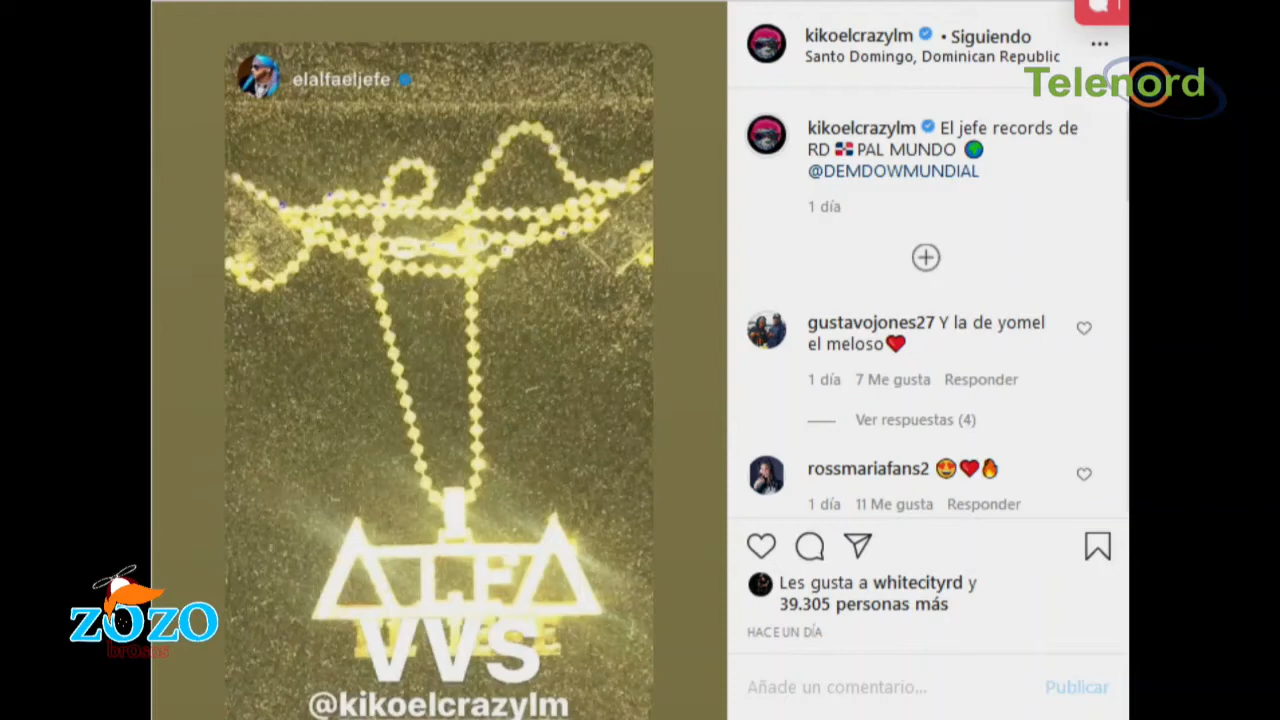 elalfaeljefe
ALFA
VVS
@kikoelcrazylm
kikoelcrazylm • Siguiendo
Santo Domingo, Dominican Republic
Telenord
kikoelcrazylm El jefe records de
RD 🇩🇴 PAL MUNDO 🌍
@DEMDOWMUNDIAL
1 día
gustavojones27 Y la de yomel
el meloso❤️
1 día 7 Me gusta Responder
Ver respuestas (4)
rossmariafans2 😍❤️🔥
1 día 11 Me gusta Responder
Les gusta a whitecityrd y
39.305 personas más
HACE UN DÍA
Añade un comentario... Publicar
zozo
brosos